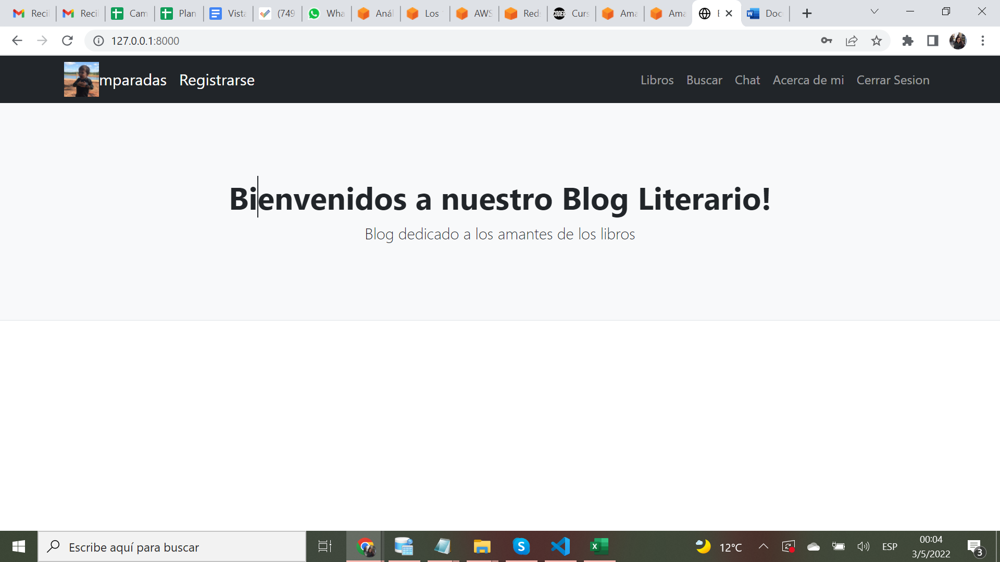 Reci Reci Cam Plan Vista (749 Wha Anál Los AWS Reds Curs Ama Ama Doc
127.0.0.1:8000
mparadas Registrarse Libros Buscar Chat Acerca de mi Cerrar Sesion
Bienvenidos a nuestro Blog Literario!
Blog dedicado a los amantes de los libros
Escribe aquí para buscar 12°C ESP 00:04
3/5/2022 3